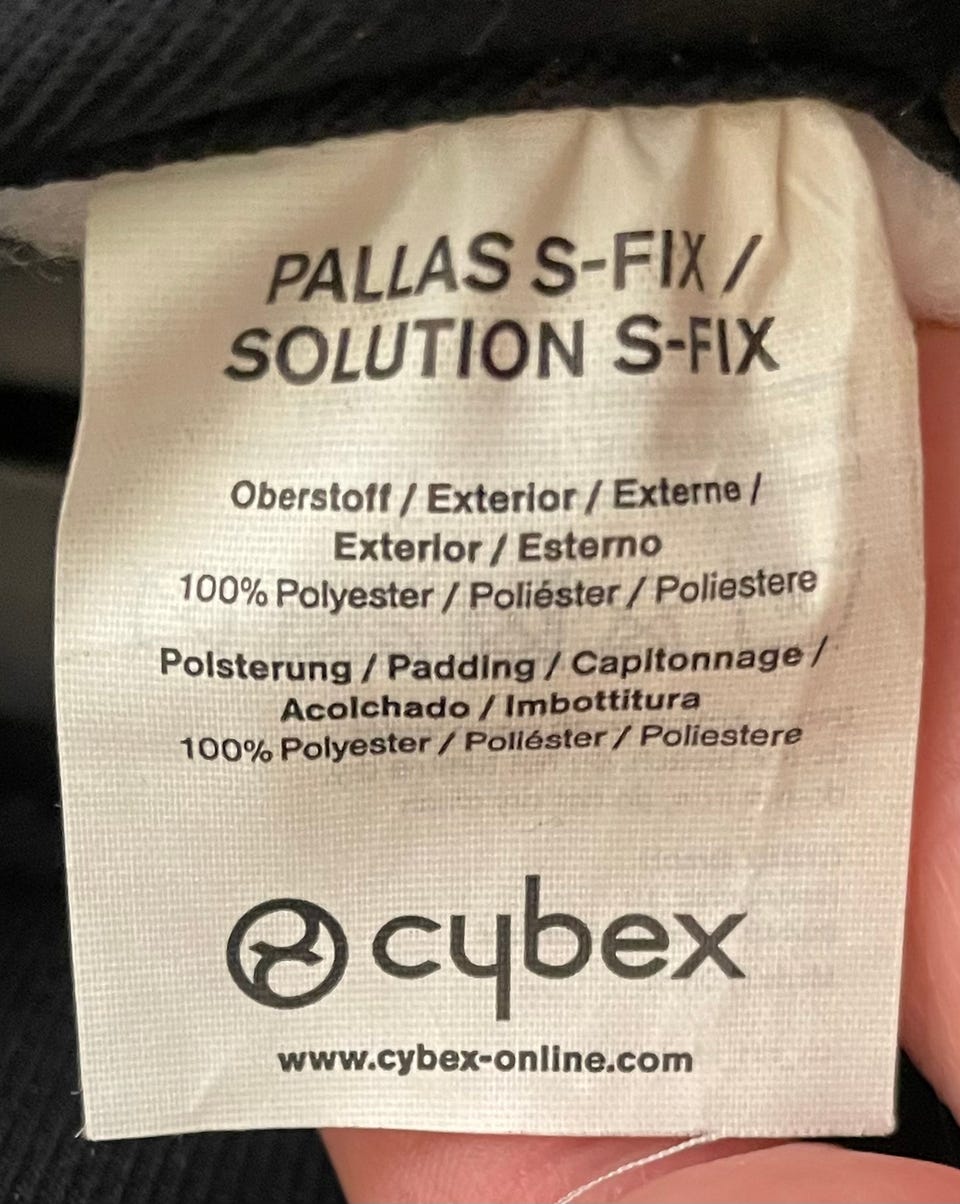 PALLAS S-FIX /
SOLUTION S-FIX
Oberstoff / Exterior / Externe /
Exterior / Esterno
100% Polyester / Poliéster / Poliestere
Polsterung / Padding / Capitonnage /
Acolchado / Imbottitura
100% Polyester / Poliéster / Poliestere
cybex
www.cybex-online.com